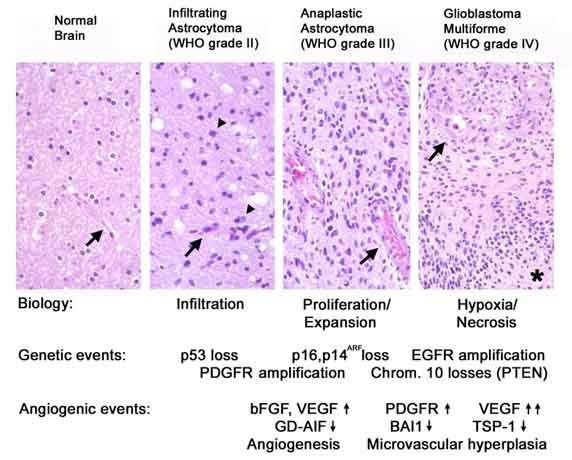 Normal Brain
Infiltrating Astrocytoma (WHO grade II)
Anaplastic Astrocytoma (WHO grade III)
Glioblastoma Multiforme (WHO grade IV)
*
Biology: Infiltration Proliferation/ Expansion Hypoxia/ Necrosis
Genetic events: p53 loss p16,p14ARF loss EGFR amplification
PDGFR amplification Chrom. 10 losses (PTEN)
Angiogenic events: bFGF, VEGF ↑ PDGFR ↑ VEGF ↑↑
GD-AIF ↓ BAI1 ↓ TSP-1 ↓
Angiogenesis Microvascular hyperplasia